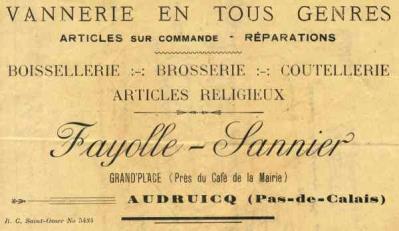 VANNERIE EN TOUS GENRES
ARTICLES SUR COMMANDE - RÉPARATIONS
BOISSELLERIE :-: BROSSERIE :-: COUTELLERIE
ARTICLES RELIGIEUX
Fayolle - Sannier
GRAND'PLACE (Près du Café de la Mairie)
AUDRUICQ (Pas-de-Calais)
R. C. Saint-Omer No 5434